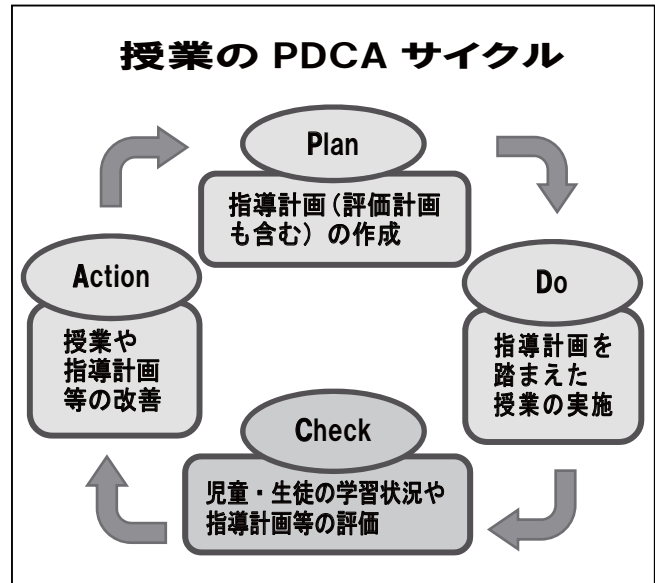 授業の PDCA サイクル
Plan
指導計画（評価計画
も含む）の作成
Do
指導計画を
踏まえた
授業の実施
Check
児童・生徒の学習状況や
指導計画等の評価
Action
授業や
指導計画
等の改善